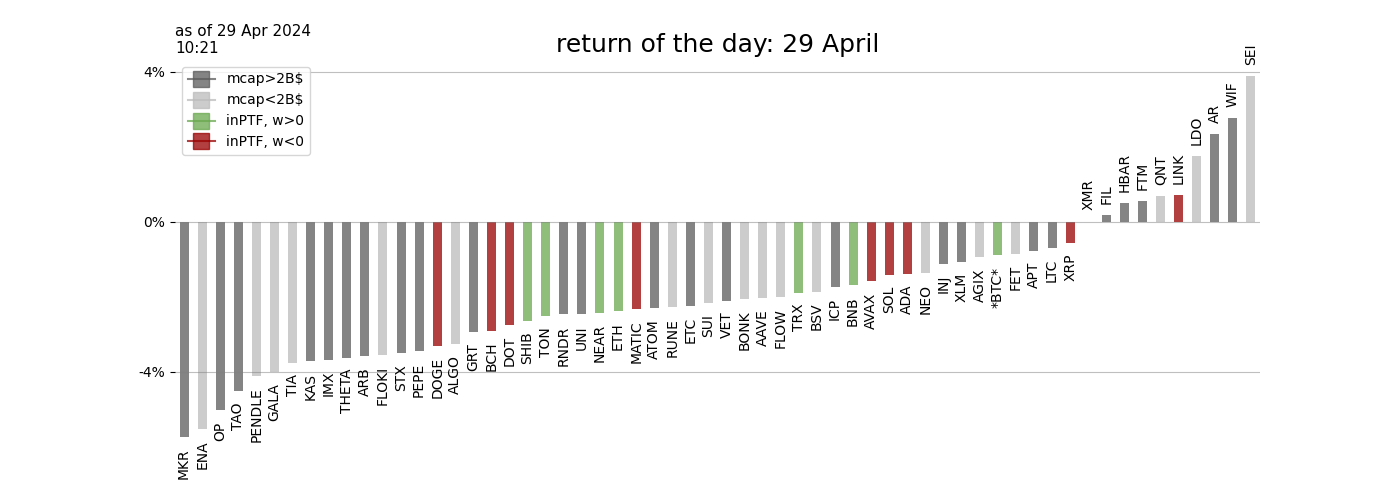 as of 29 Apr 2024
10:21
return of the day: 29 April
mcap>2B$
mcap<2B$
inPTF, w>0
inPTF, w<0
4%
0%
-4%
MKR
ENA
OP
TAO
PENDLE
GALA
TIA
KAS
IMX
THETA
ARB
FLOKI
STX
PEPE
DOGE
ALGO
GRT
BCH
DOT
SHIB
TON
RNDR
UNI
NEAR
ETH
MATIC
ATOM
RUNE
ETC
SUI
VET
BONK
AAVE
FLOW
TRX
BSV
ICP
BNB
AVAX
SOL
ADA
NEO
INJ
XLM
AGIX
*BTC*
FET
APT
LTC
XRP
XMR
FIL
HBAR
FTM
QNT
LINK
LDO
AR
WIF
SEI